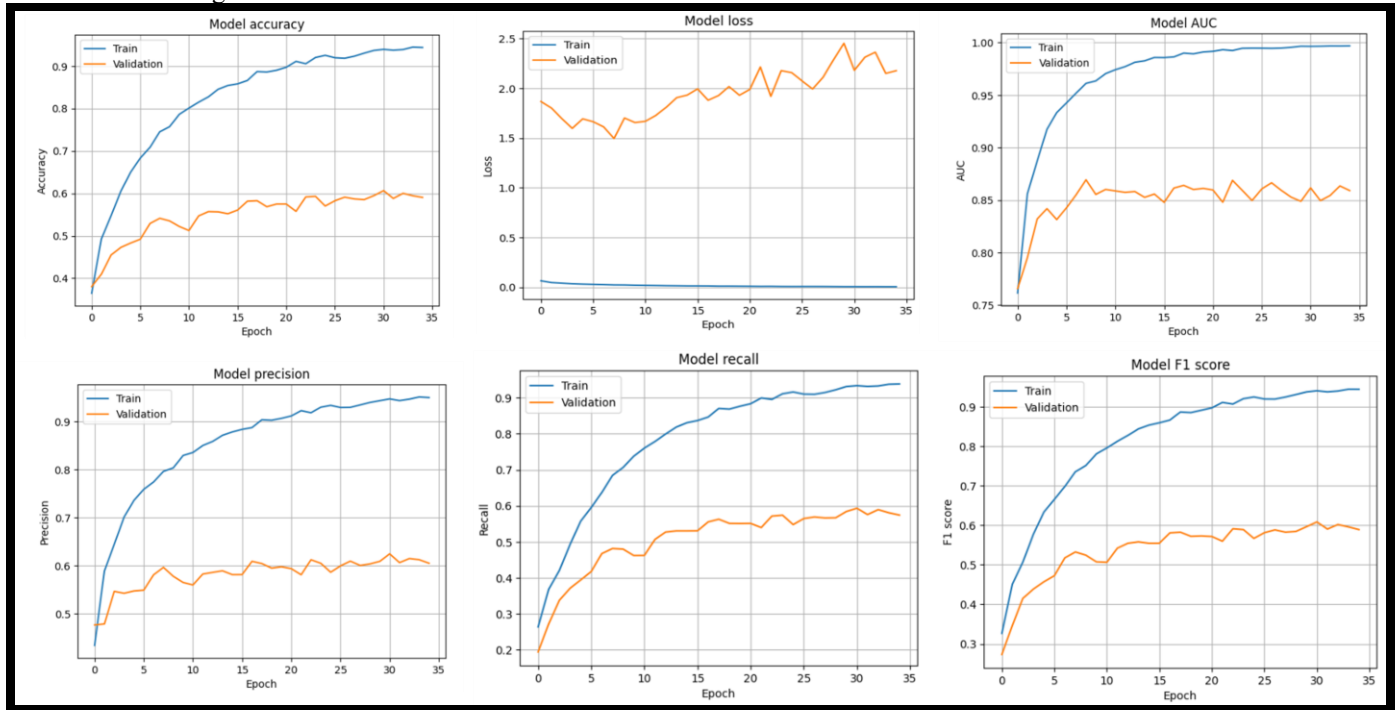 Model accuracy
Train
Validation
Accuracy
0.9
0.8
0.7
0.6
0.5
0.4
0 5 10 15 20 25 30 35
Epoch
Model loss
Train
Validation
Loss
2.5
2.0
1.5
1.0
0.5
0.0
0 5 10 15 20 25 30 35
Epoch
Model AUC
Train
Validation
AUC
1.00
0.95
0.90
0.85
0.80
0.75
0 5 10 15 20 25 30 35
Epoch
Model precision
Train
Validation
Precision
0.9
0.8
0.7
0.6
0.5
0 5 10 15 20 25 30 35
Epoch
Model recall
Train
Validation
Recall
0.9
0.8
0.7
0.6
0.5
0.4
0.3
0.2
0 5 10 15 20 25 30 35
Epoch
Model F1 score
Train
Validation
F1 score
0.9
0.8
0.7
0.6
0.5
0.4
0.3
0 5 10 15 20 25 30 35
Epoch